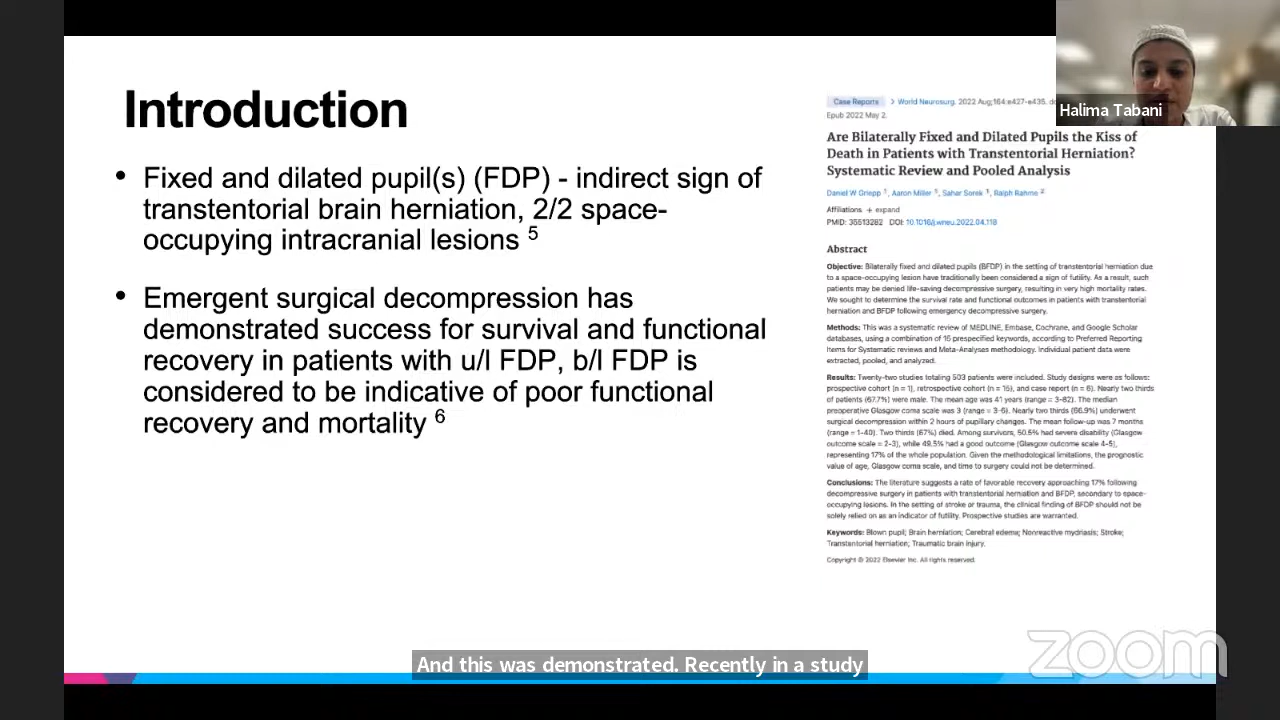 Introduction
• Fixed and dilated pupil(s) (FDP) - indirect sign of
transtentorial brain herniation, 2/2 space-
occupying intracranial lesions 5
• Emergent surgical decompression has
demonstrated success for survival and functional
recovery in patients with u/l FDP, b/l FDP is
considered to be indicative of poor functional
recovery and mortality 6
Case Reports > World Neurosurg. 2022 Aug;164:e427-e435.
Epub 2022 May 2.
Are Bilaterally Fixed and Dilated Pupils the Kiss of
Death in Patients with Transtentorial Herniation?
Systematic Review and Pooled Analysis
Daniel W Griepp 1, Aaron Miller 1, Sahar Sorek 1, Ralph Rahme 2
Affiliations + expand
PMID: 35513282 DOI: 10.1016/j.wneu.2022.04.118
Abstract
Objective: Bilaterally fixed and dilated pupils (BFDP) in the setting of transtentorial herniation due
to a space-occupying lesion have traditionally been considered a sign of futility. As a result, such
patients may be denied life-saving decompressive surgery, resulting in very high mortality rates.
We sought to determine the survival rate and functional outcomes in patients with transtentorial
herniation and BFDP following emergency decompressive surgery.
Methods: This was a systematic review of MEDLINE, Embase, Cochrane, and Google Scholar
databases, using a combination of 16 prespecified keywords, according to Preferred Reporting
Items for Systematic reviews and Meta-Analyses methodology. Individual patient data were
extracted, pooled, and analyzed.
Results: Twenty-two studies totaling 503 patients were included. Study designs were as follows:
prospective cohort (n = 1), retrospective cohort (n = 15), and case report (n = 6). Nearly two thirds
of patients (67.7%) were male. The mean age was 41 years (range = 3-82). The median
preoperative Glasgow coma scale was 3 (range = 3-6). Nearly two thirds (66.9%) underwent
surgical decompression within 2 hours of pupillary changes. The mean follow-up was 7 months
(range = 1-40). Two thirds (67%) died. Among survivors, 50.5% had severe disability (Glasgow
outcome scale = 2-3), while 49.5% had a good outcome (Glasgow outcome scale 4-5),
representing 17% of the whole population. Given the methodological limitations, the prognostic
value of age, Glasgow coma scale, and time to surgery could not be determined.
Conclusions: The literature suggests a rate of favorable recovery approaching 17% following
decompressive surgery in patients with transtentorial herniation and BFDP, secondary to space-
occupying lesions. In the setting of stroke or trauma, the clinical finding of BFDP should not be
solely relied on as an indicator of futility. Prospective studies are warranted.
Keywords: Blown pupil; Brain herniation; Cerebral edema; Nonreactive mydriasis; Stroke;
Transtentorial herniation; Traumatic brain injury.
Copyright © 2022 Elsevier Inc. All rights reserved.
Halima Tabani
And this was demonstrated. Recently in a study
zoom